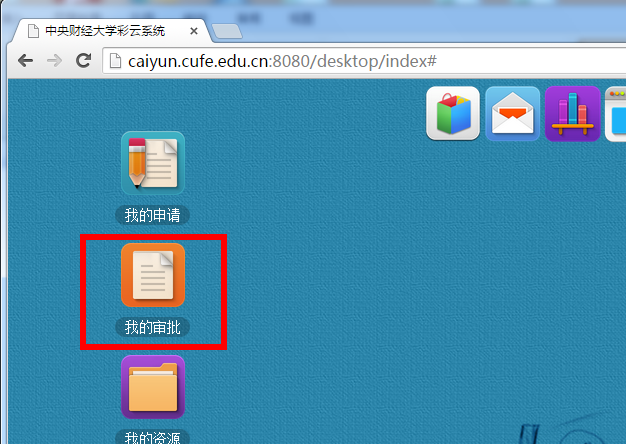 中央财经大学彩云系统
caiyun.cufe.edu.cn:8080/desktop/index#
我的申请
我的审批
我的资源